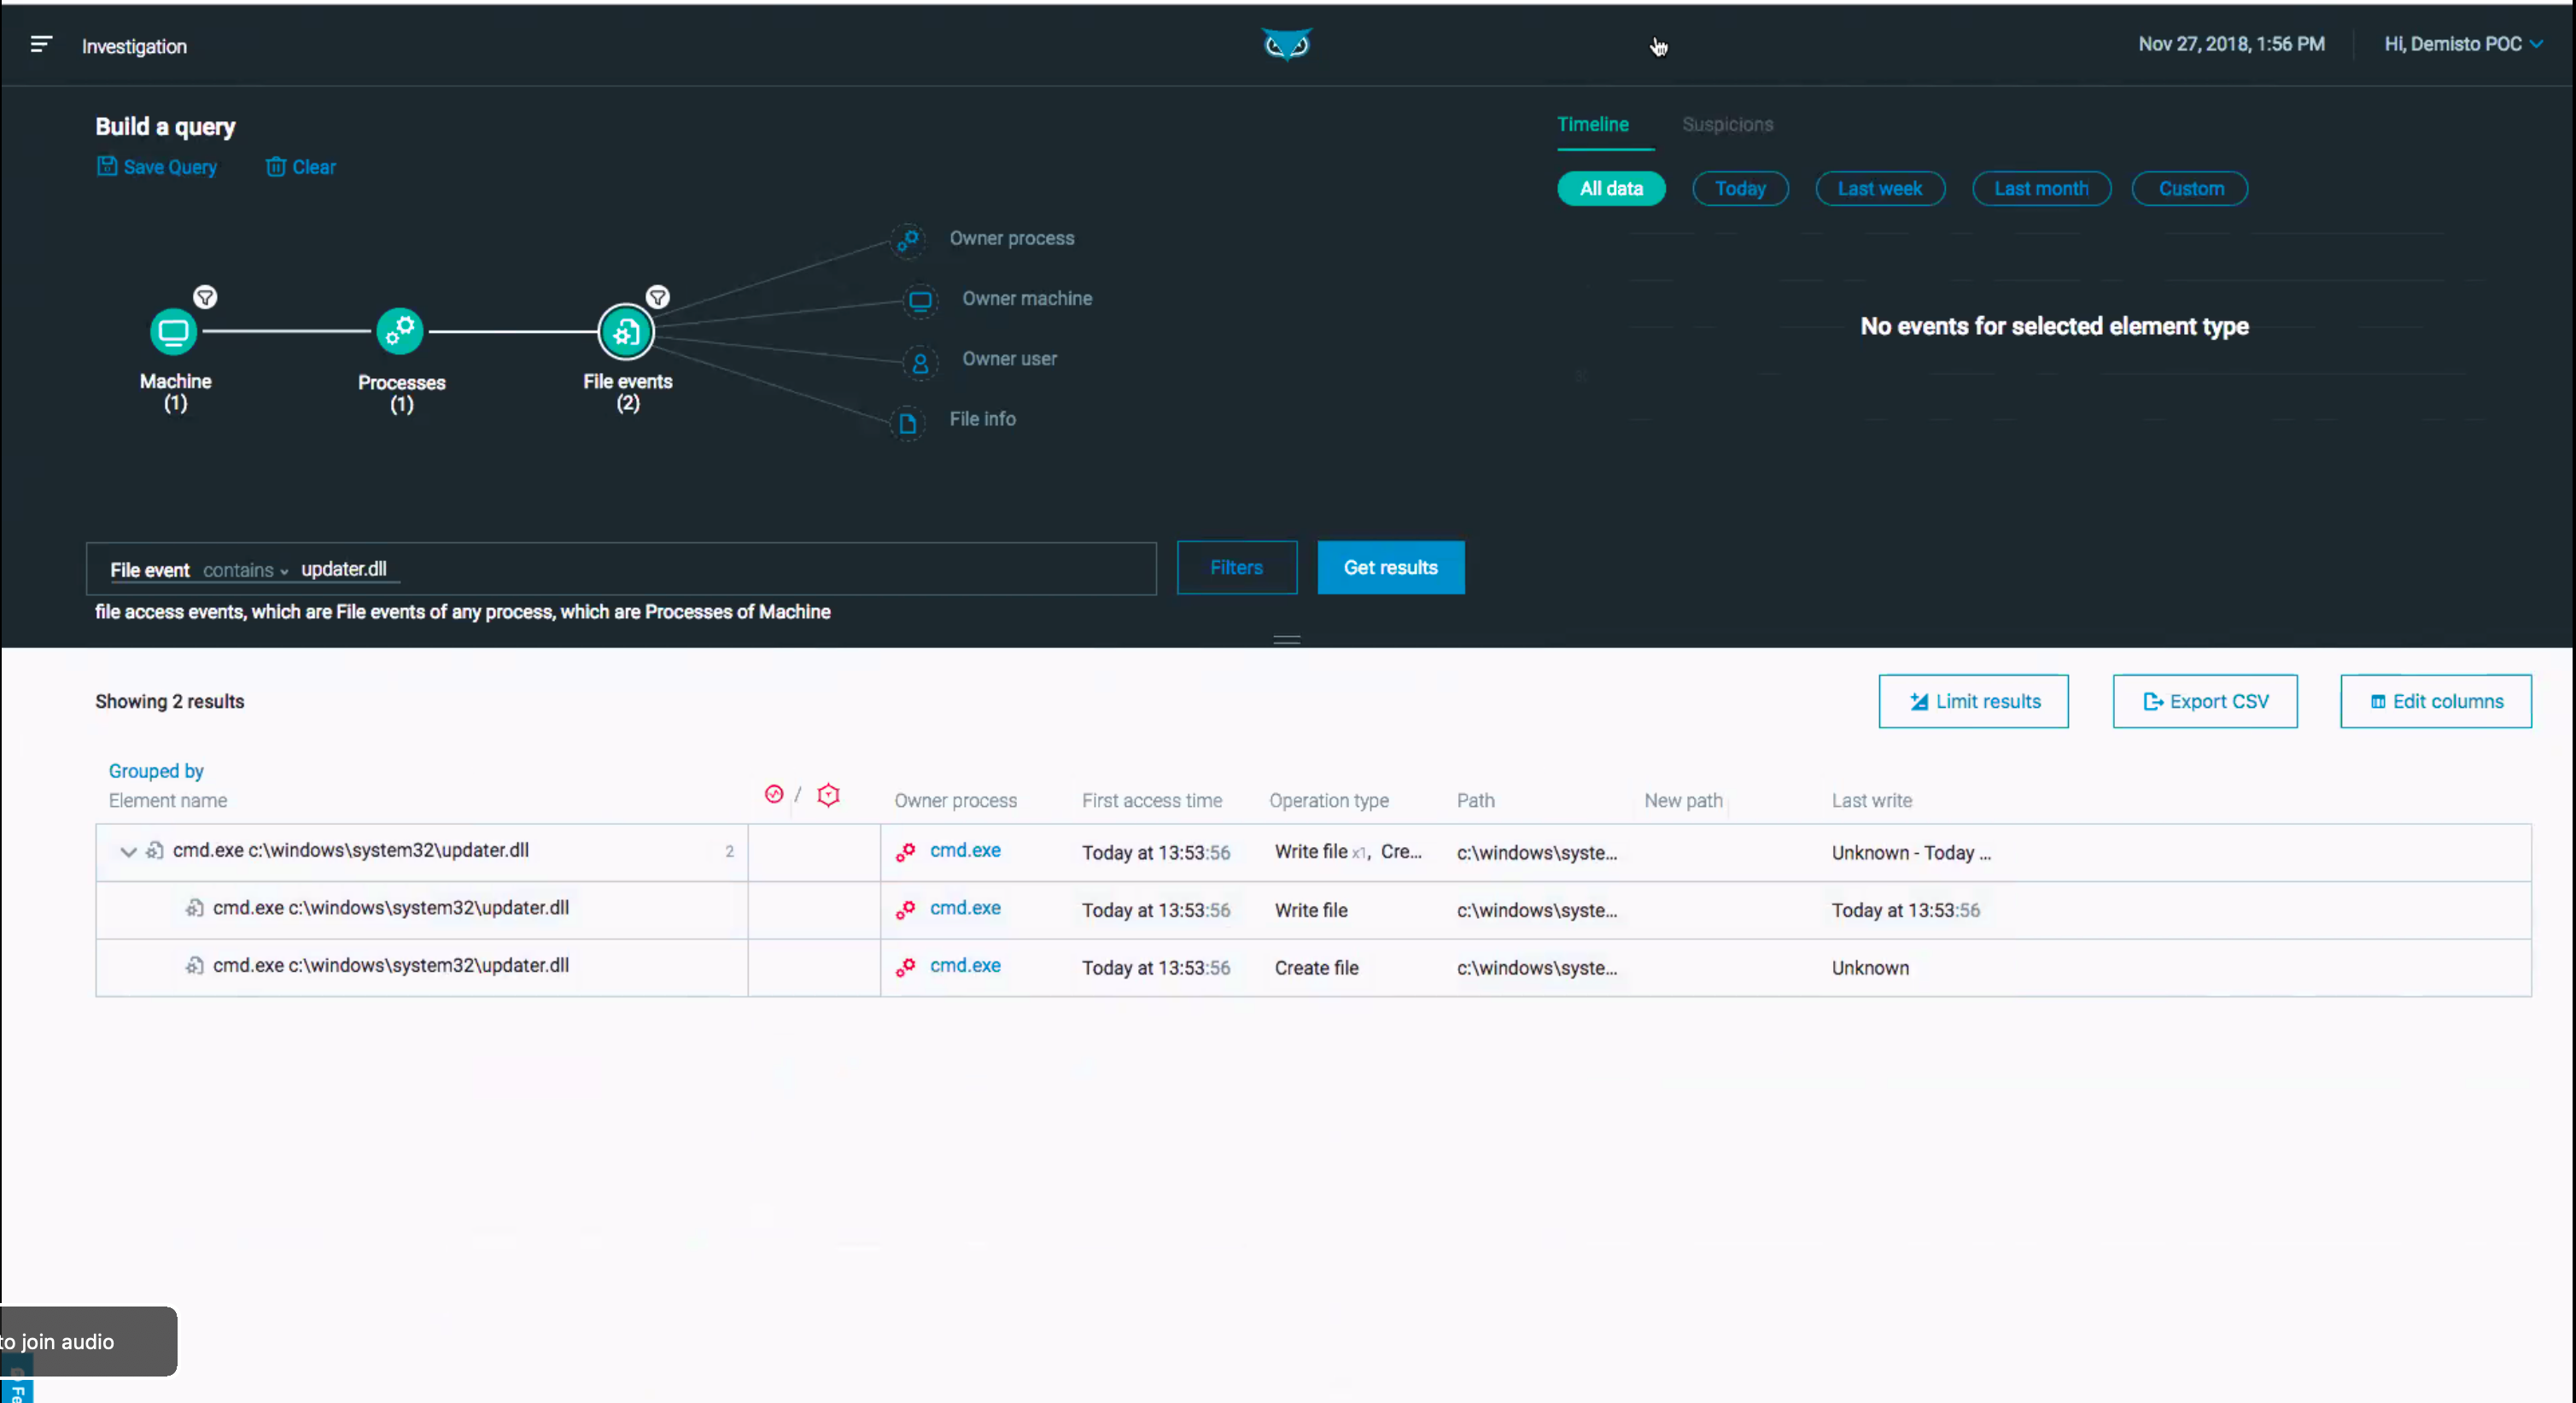 Investigation
Nov 27, 2018, 1:56 PM
Hi, Demisto POC
Build a query
Save Query
Clear
Timeline
Suspicions
All data
Today
Last week
Last month
Custom
Owner process
Owner machine
Owner user
File info
No events for selected element type
Machine
(1)
Processes
(1)
File events
(2)
File event contains updater.dll
Filters
Get results
file access events, which are File events of any process, which are Processes of Machine
Showing 2 results
Limit results
Export CSV
Edit columns
Grouped by
Element name / Owner process First access time Operation type Path New path Last write
cmd.exe c:\windows\system32\updater.dll 2 cmd.exe Today at 13:53:56 Write file x1, Cre... c:\windows\syste... Unknown - Today ...
cmd.exe c:\windows\system32\updater.dll cmd.exe Today at 13:53:56 Write file c:\windows\syste... Today at 13:53:56
cmd.exe c:\windows\system32\updater.dll cmd.exe Today at 13:53:56 Create file c:\windows\syste... Unknown
to join audio
Fe